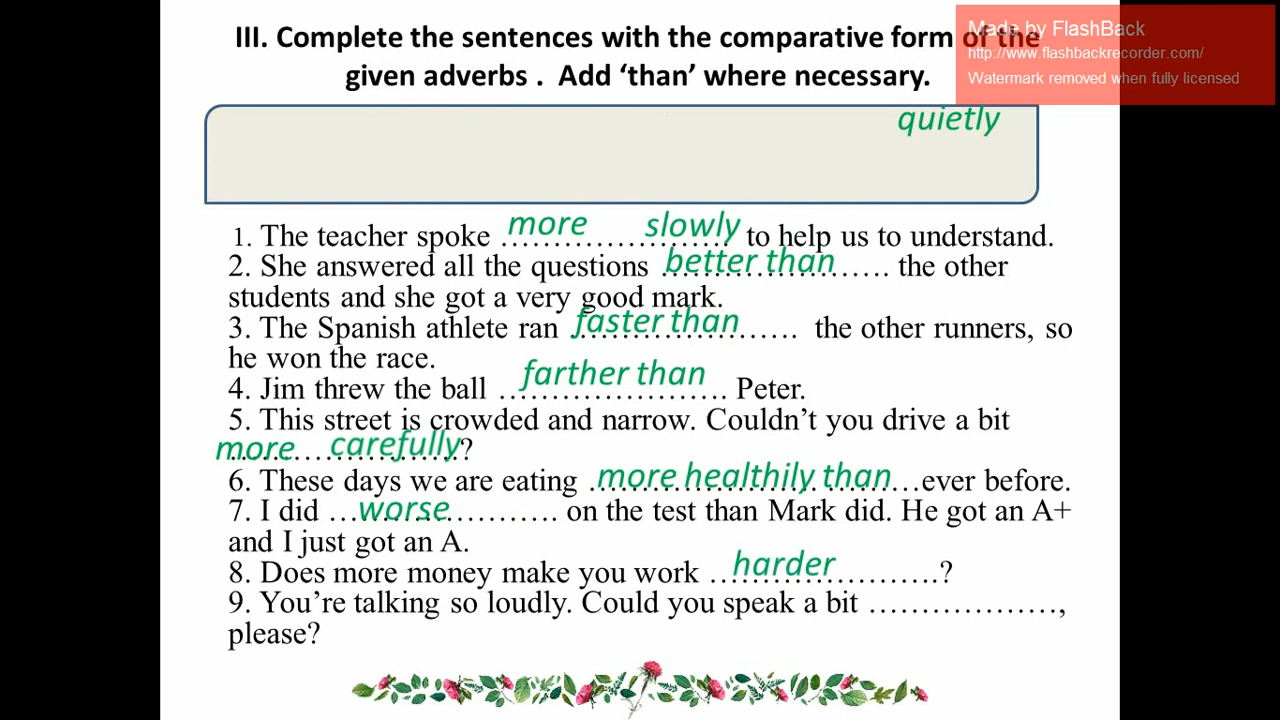 III. Complete the sentences with the comparative form of the
given adverbs . Add ‘than’ where necessary.
Made by FlashBack
http://www.flashbackrecorder.com/
Watermark removed when fully licensed
quietly
1. The teacher spoke ……more……slowly… to help us to understand.
2. She answered all the questions …better than……. the other
students and she got a very good mark.
3. The Spanish athlete ran …faster than……. the other runners, so
he won the race.
4. Jim threw the ball …farther than……. Peter.
5. This street is crowded and narrow. Couldn’t you drive a bit
more…carefully…?
6. These days we are eating …more healthily than…ever before.
7. I did …worse……………. on the test than Mark did. He got an A+
and I just got an A.
8. Does more money make you work …harder…………….?
9. You’re talking so loudly. Could you speak a bit ………………,
please?